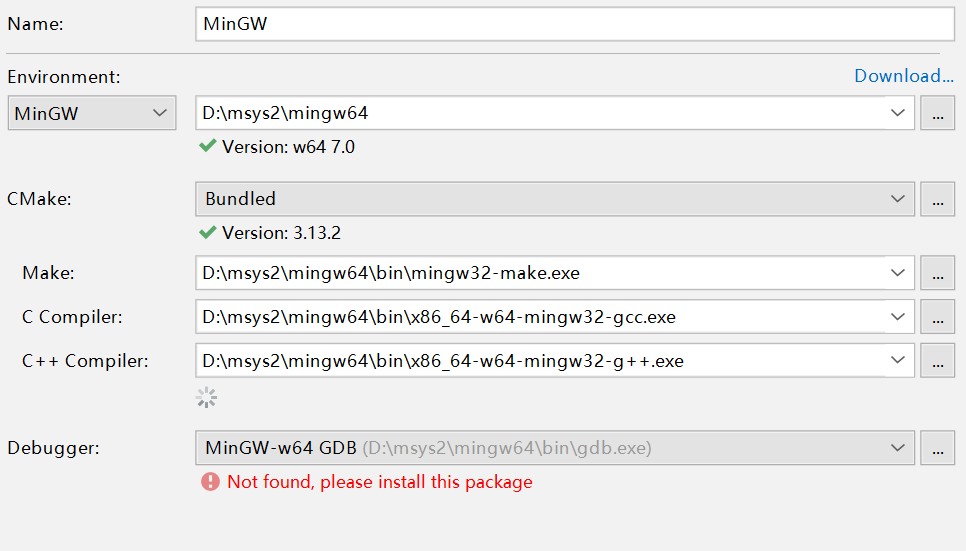 Name: MinGW
Environment: Download...
MinGW D:\msys2\mingw64 ...
Version: w64 7.0
CMake: Bundled ...
Version: 3.13.2
Make: D:\msys2\mingw64\bin\mingw32-make.exe ...
C Compiler: D:\msys2\mingw64\bin\x86_64-w64-mingw32-gcc.exe ...
C++ Compiler: D:\msys2\mingw64\bin\x86_64-w64-mingw32-g++.exe ...
Debugger: MinGW-w64 GDB (D:\msys2\mingw64\bin\gdb.exe) ...
Not found, please install this package